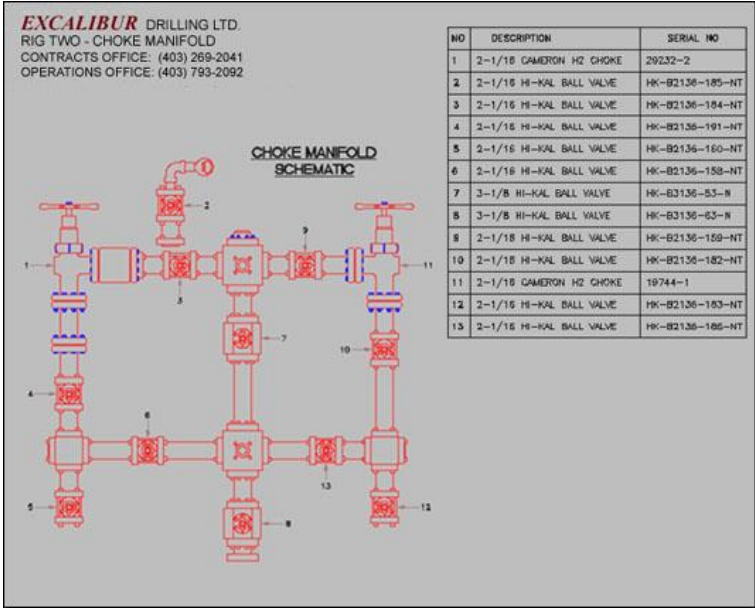 EXCALIBUR DRILLING LTD.
RIG TWO - CHOKE MANIFOLD
CONTRACTS OFFICE: (403) 269-2041
OPERATIONS OFFICE: (403) 793-2092
CHOKE MANIFOLD
SCHEMATIC
NO DESCRIPTION SERIAL NO
1 2-1/16 CAMERON H2 CHOKE 29232-2
2 2-1/16 HI-KAL BALL VALVE HK-B2136-185-NT
3 2-1/16 HI-KAL BALL VALVE HK-B2136-184-NT
4 2-1/16 HI-KAL BALL VALVE HK-B2136-191-NT
5 2-1/16 HI-KAL BALL VALVE HK-B2136-160-NT
6 2-1/16 HI-KAL BALL VALVE HK-B2136-158-NT
7 3-1/8 HI-KAL BALL VALVE HK-B3136-53-N
8 3-1/8 HI-KAL BALL VALVE HK-B3136-63-N
9 2-1/16 HI-KAL BALL VALVE HK-B2136-159-NT
10 2-1/16 HI-KAL BALL VALVE HK-B2136-182-NT
11 2-1/16 CAMERON H2 CHOKE 19744-1
12 2-1/16 HI-KAL BALL VALVE HK-B2136-183-NT
13 2-1/16 HI-KAL BALL VALVE HK-B2136-186-NT
2
9
1
11
3
7
10
4
6
13
5
8
12